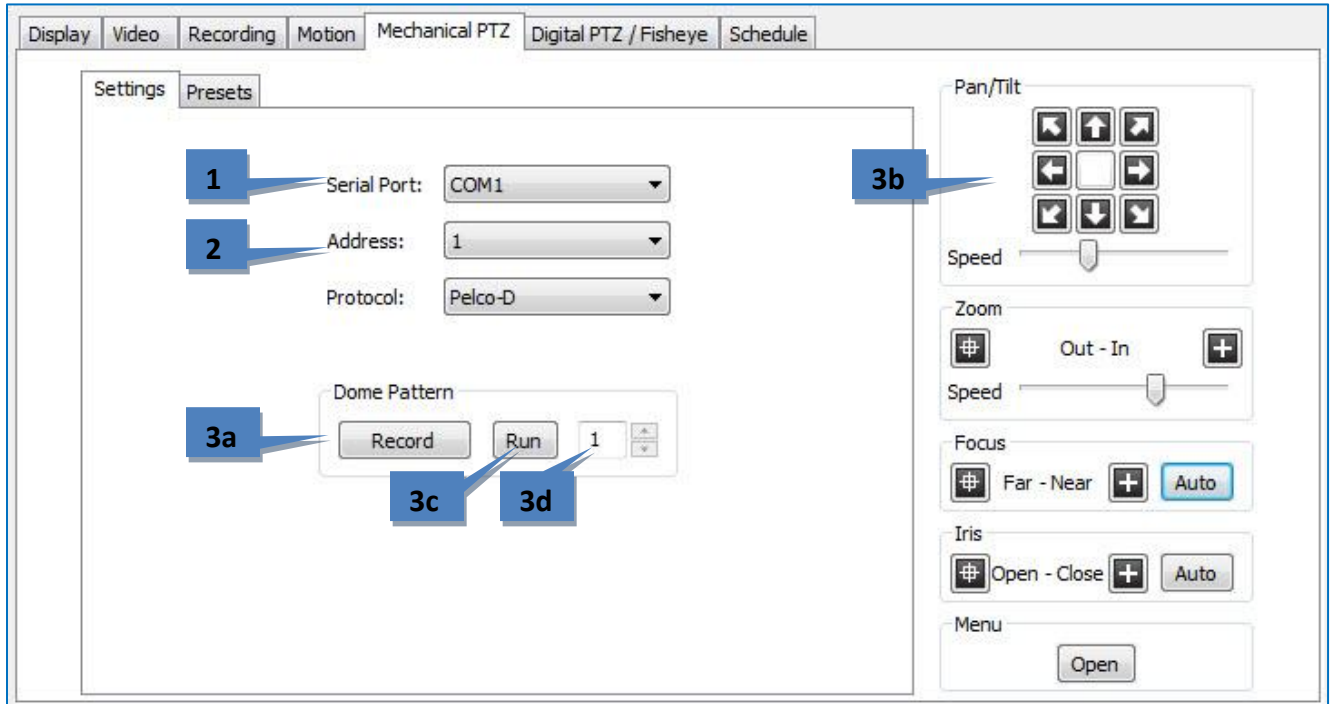 Display Video Recording Motion Mechanical PTZ Digital PTZ / Fisheye Schedule
Settings Presets
1
Serial Port: COM1
2
Address: 1
Protocol: Pelco-D
Dome Pattern
3a
Record Run 1
3c 3d
Pan/Tilt
3b
Speed
Zoom
Out - In
Speed
Focus
Far - Near Auto
Iris
Open - Close Auto
Menu
Open